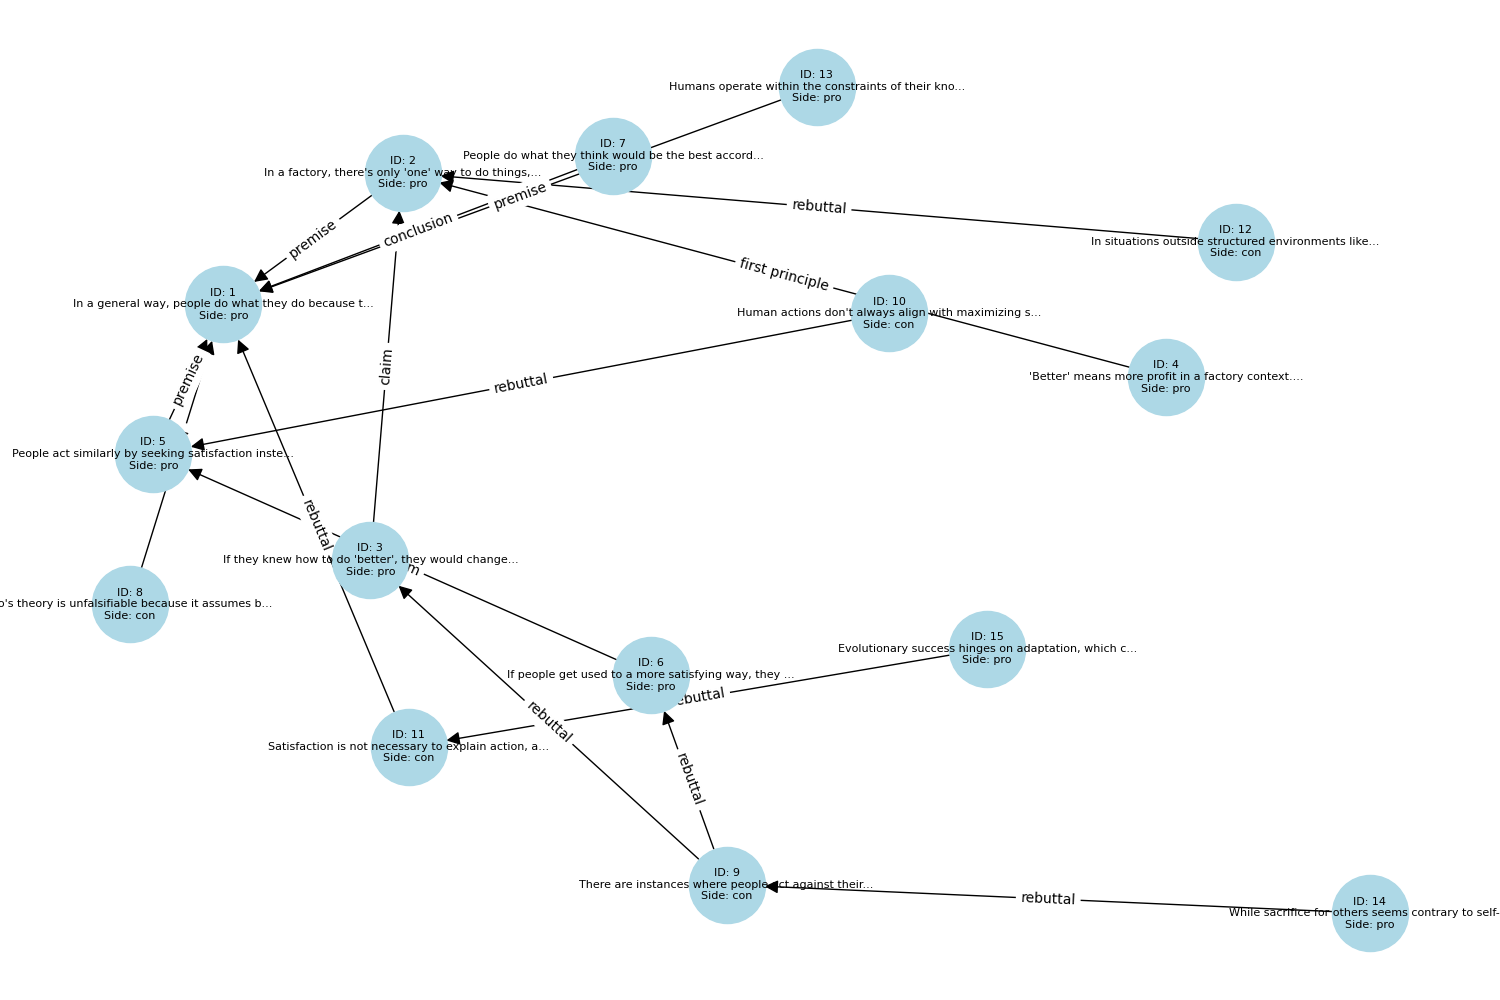 ID: 13
Humans operate within the constraints of their kno...
Side: pro
ID: 7
People do what they think would be the best accord...
Side: pro
ID: 2
In a factory, there's only 'one' way to do things,...
Side: pro
premise
rebuttal
premise
conclusion
ID: 12
In situations outside structured environments like...
Side: con
first principle
ID: 1
In a general way, people do what they do because t...
Side: pro
ID: 10
Human actions don't always align with maximizing s...
Side: con
claim
premise
rebuttal
ID: 4
'Better' means more profit in a factory context....
Side: pro
ID: 5
People act similarly by seeking satisfaction inste...
Side: pro
rebuttal
ID: 3
If they knew how to do 'better', they would change...
Side: pro
ID: 8
theory is unfalsifiable because it assumes b...
Side: con
ID: 15
Evolutionary success hinges on adaptation, which c...
Side: pro
ID: 6
If people get used to a more satisfying way, they ...
Side: pro
rebuttal
rebuttal
ID: 11
Satisfaction is not necessary to explain action, a...
Side: con
rebuttal
ID: 9
There are instances where people act against their...
Side: con
rebuttal
ID: 14
While sacrifice for others seems contrary to self-
Side: pro